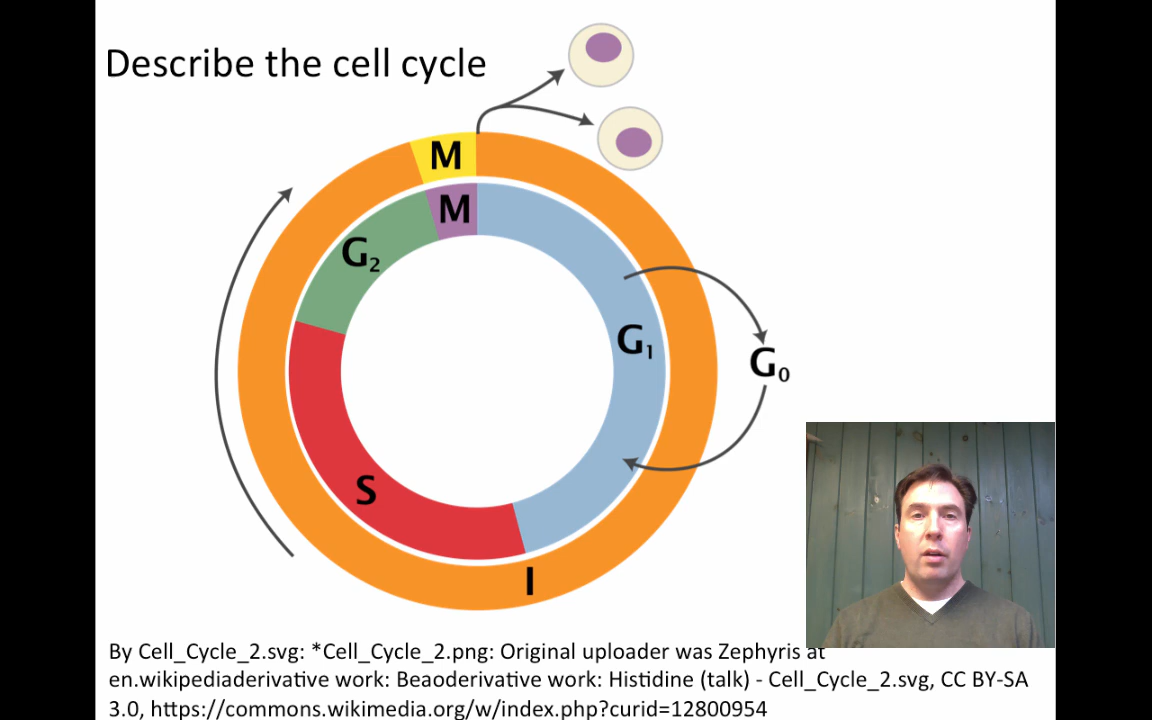 Describe the cell cycle
M
M
G2
G1
G0
S
I
By Cell_Cycle_2.svg: *Cell_Cycle_2.png: Original uploader was Zephyris at
en.wikipediaderivative work: Beaoderivative work: Histidine (talk) - Cell_Cycle_2.svg, CC BY-SA
3.0, https://commons.wikimedia.org/w/index.php?curid=12800954